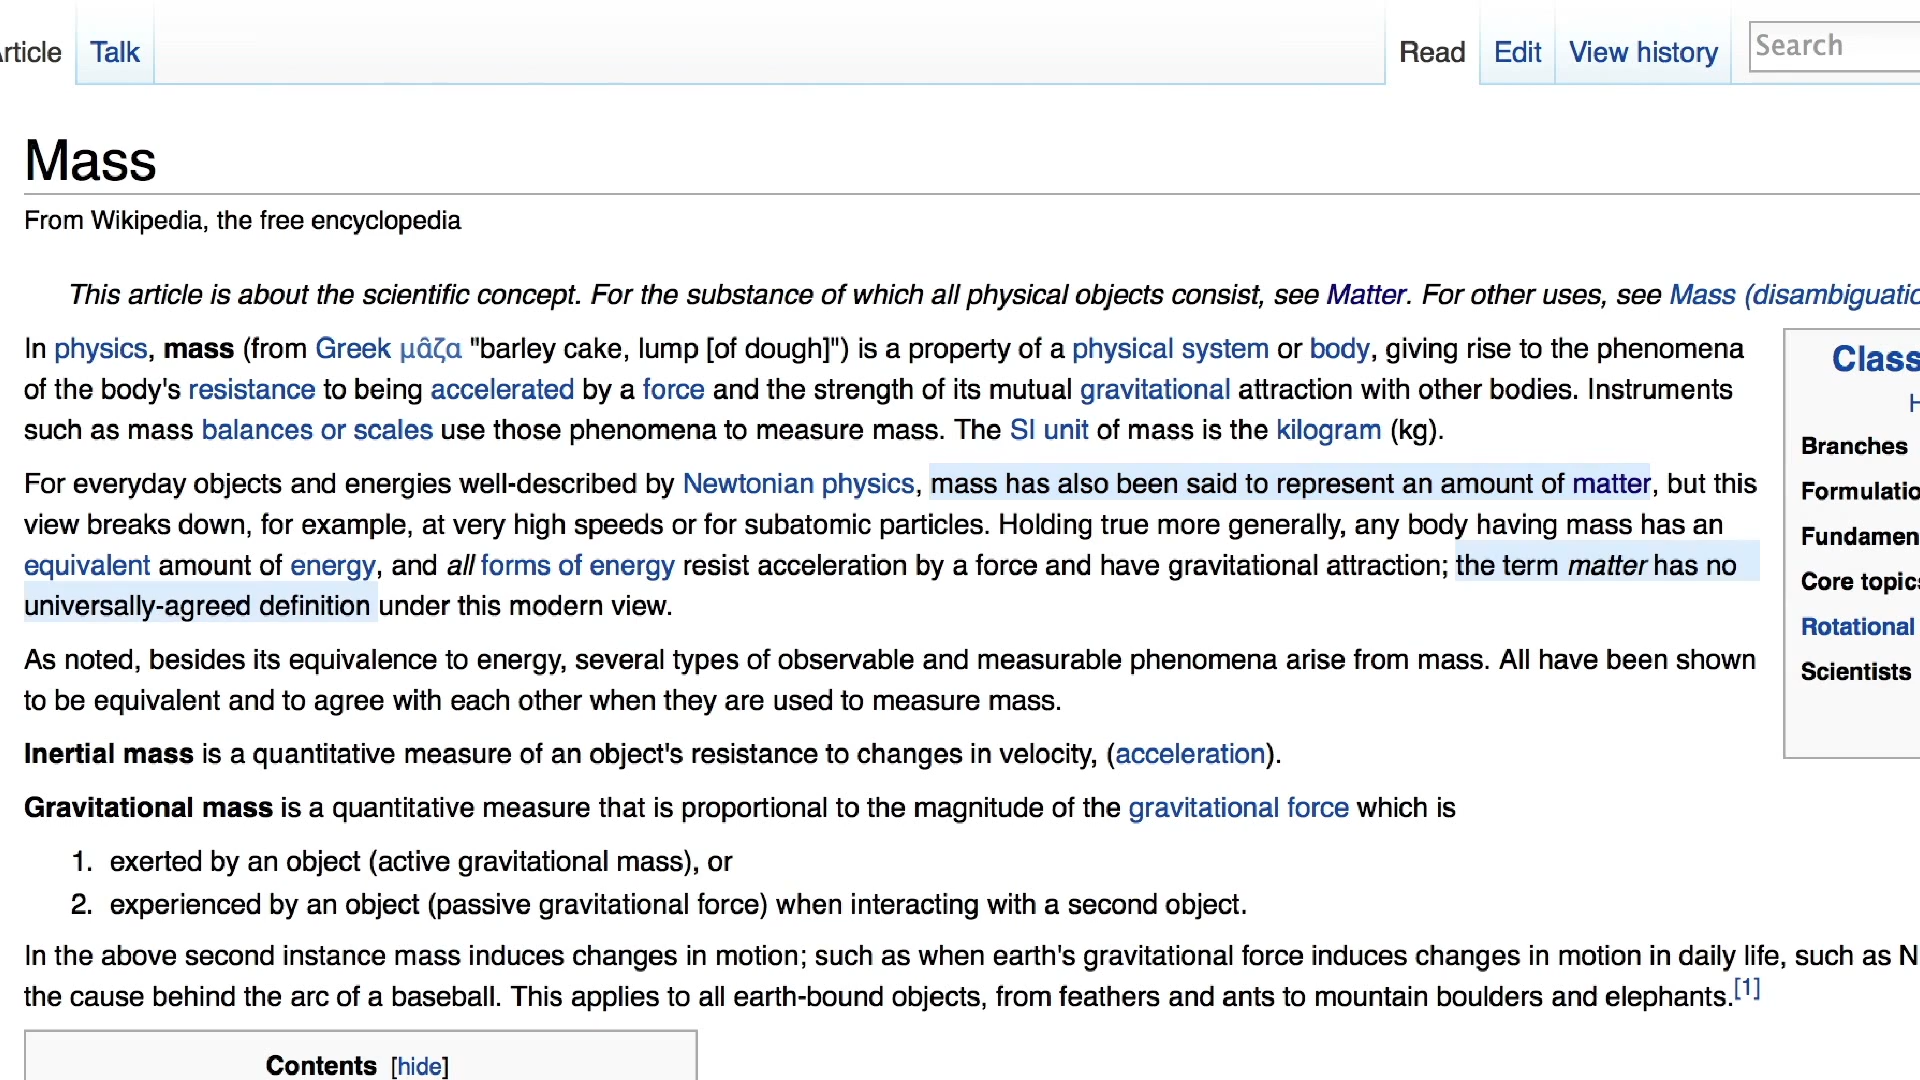 Article Talk Read Edit View history Search
Mass
From Wikipedia, the free encyclopedia
This article is about the scientific concept. For the substance of which all physical objects consist, see Matter. For other uses, see Mass
In physics, mass (from Greek μᾶζα "barley cake, lump [of dough]") is a property of a physical system or body, giving rise to the phenomena
of the body's resistance to being accelerated by a force and the strength of its mutual gravitational attraction with other bodies. Instruments
such as mass balances or scales use those phenomena to measure mass. The SI unit of mass is the kilogram (kg).
For everyday objects and energies well-described by Newtonian physics, mass has also been said to represent an amount of matter, but this
view breaks down, for example, at very high speeds or for subatomic particles. Holding true more generally, any body having mass has an
equivalent amount of energy, and all forms of energy resist acceleration by a force and have gravitational attraction; the term matter has no
universally-agreed definition under this modern view.
As noted, besides its equivalence to energy, several types of observable and measurable phenomena arise from mass. All have been shown
to be equivalent and to agree with each other when they are used to measure mass.
Inertial mass is a quantitative measure of an object's resistance to changes in velocity, (acceleration).
Gravitational mass is a quantitative measure that is proportional to the magnitude of the gravitational force which is
1. exerted by an object (active gravitational mass), or
2. experienced by an object (passive gravitational force) when interacting with a second object.
In the above second instance mass induces changes in motion; such as when earth's gravitational force induces changes in motion in daily life, such as
the cause behind the arc of a baseball. This applies to all earth-bound objects, from feathers and ants to mountain boulders and elephants.[1]
Contents [hide]
Branches
Core
Rotational
Scientists